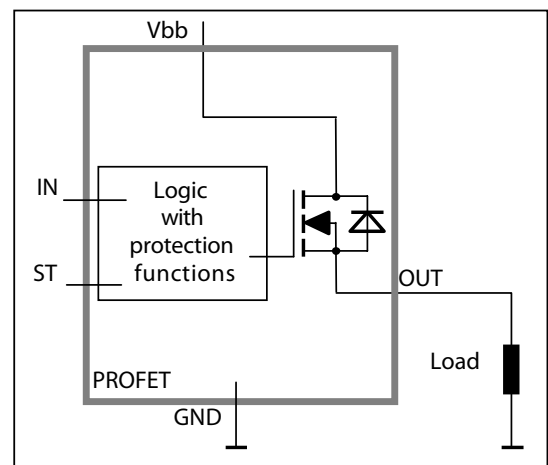 Vbb
IN
Logic
with
protection
functions
ST
OUT
Load
PROFET
GND